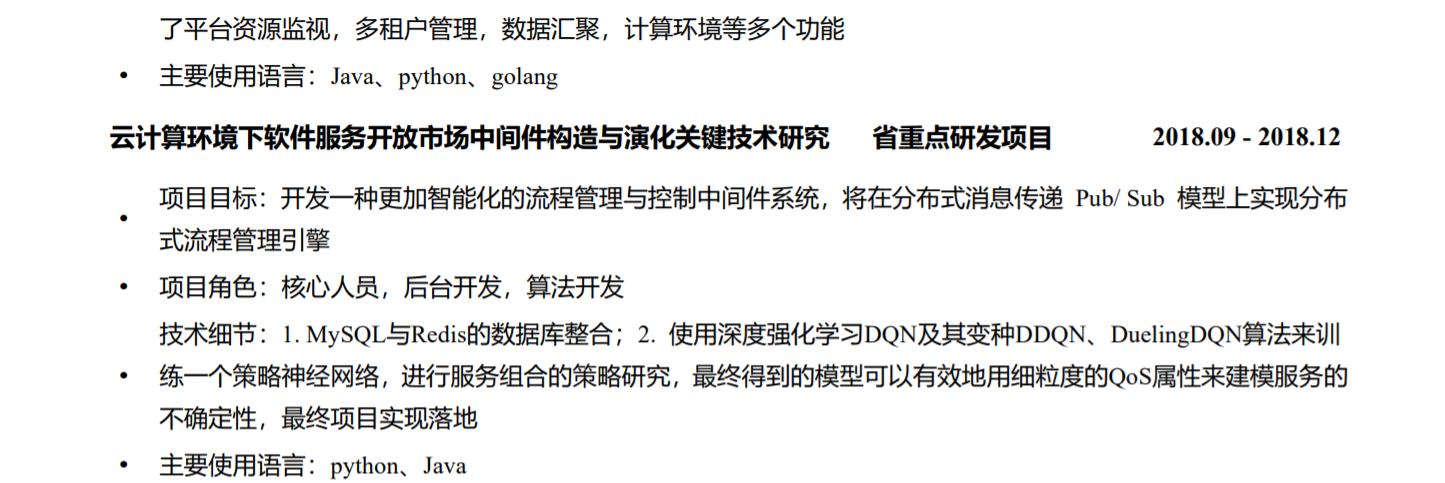 了平台资源监视，多租户管理，数据汇聚，计算环境等多个功能
• 主要使用语言：Java、python、golang
云计算环境下软件服务开放市场中间件构造与演化关键技术研究 省重点研发项目 2018.09 - 2018.12
项目目标：开发一种更加智能化的流程管理与控制中间件系统，将在分布式消息传递 Pub/ Sub 模型上实现分布
• 式流程管理引擎
• 项目角色：核心人员，后台开发，算法开发
技术细节：1. MySQL与Redis的数据库整合；2. 使用深度强化学习DQN及其变种DDQN、DuelingDQN算法来训
• 练一个策略神经网络，进行服务组合的策略研究，最终得到的模型可以有效地用细粒度的QoS属性来建模服务的
不确定性，最终项目实现落地
• 主要使用语言：python、Java